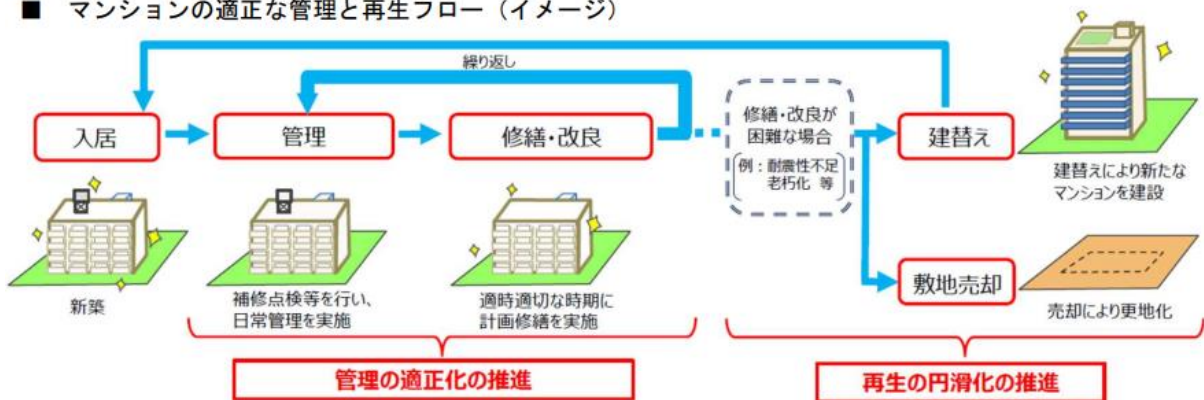 ■ マンションの適正な管理と再生フロー（イメージ）
繰り返し
入居
管理
修繕・改良
修繕・改良が
困難な場合
例：耐震性不足
老朽化 等
建替え
建替えにより新たな
マンションを建設
新築
補修点検等を行い、
日常管理を実施
適時適切な時期に
計画修繕を実施
敷地売却
売却により更地化
管理の適正化の推進
再生の円滑化の推進